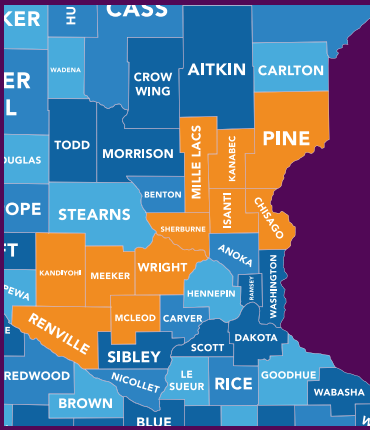 CASS
KER
HU
WADENA
CROW
WING
AITKIN
CARLTON
ER
L
TODD
MORRISON
MILLE LACS
KANABEC
PINE
OUGLAS
BENTON
OPE
STEARNS
ISANTI
CHISAGO
SHERBURNE
FT
KANDIYOHI
MEEKER
WRIGHT
ANOKA
WASHINGTON
PEWA
HENNEPIN
RAMSEY
RENVILLE
MCLEOD
CARVER
E
SIBLEY
SCOTT
DAKOTA
REDWOOD
NICOLLET
LE
SUEUR
RICE
GOODHUE
WABASHA
BROWN
BLUE